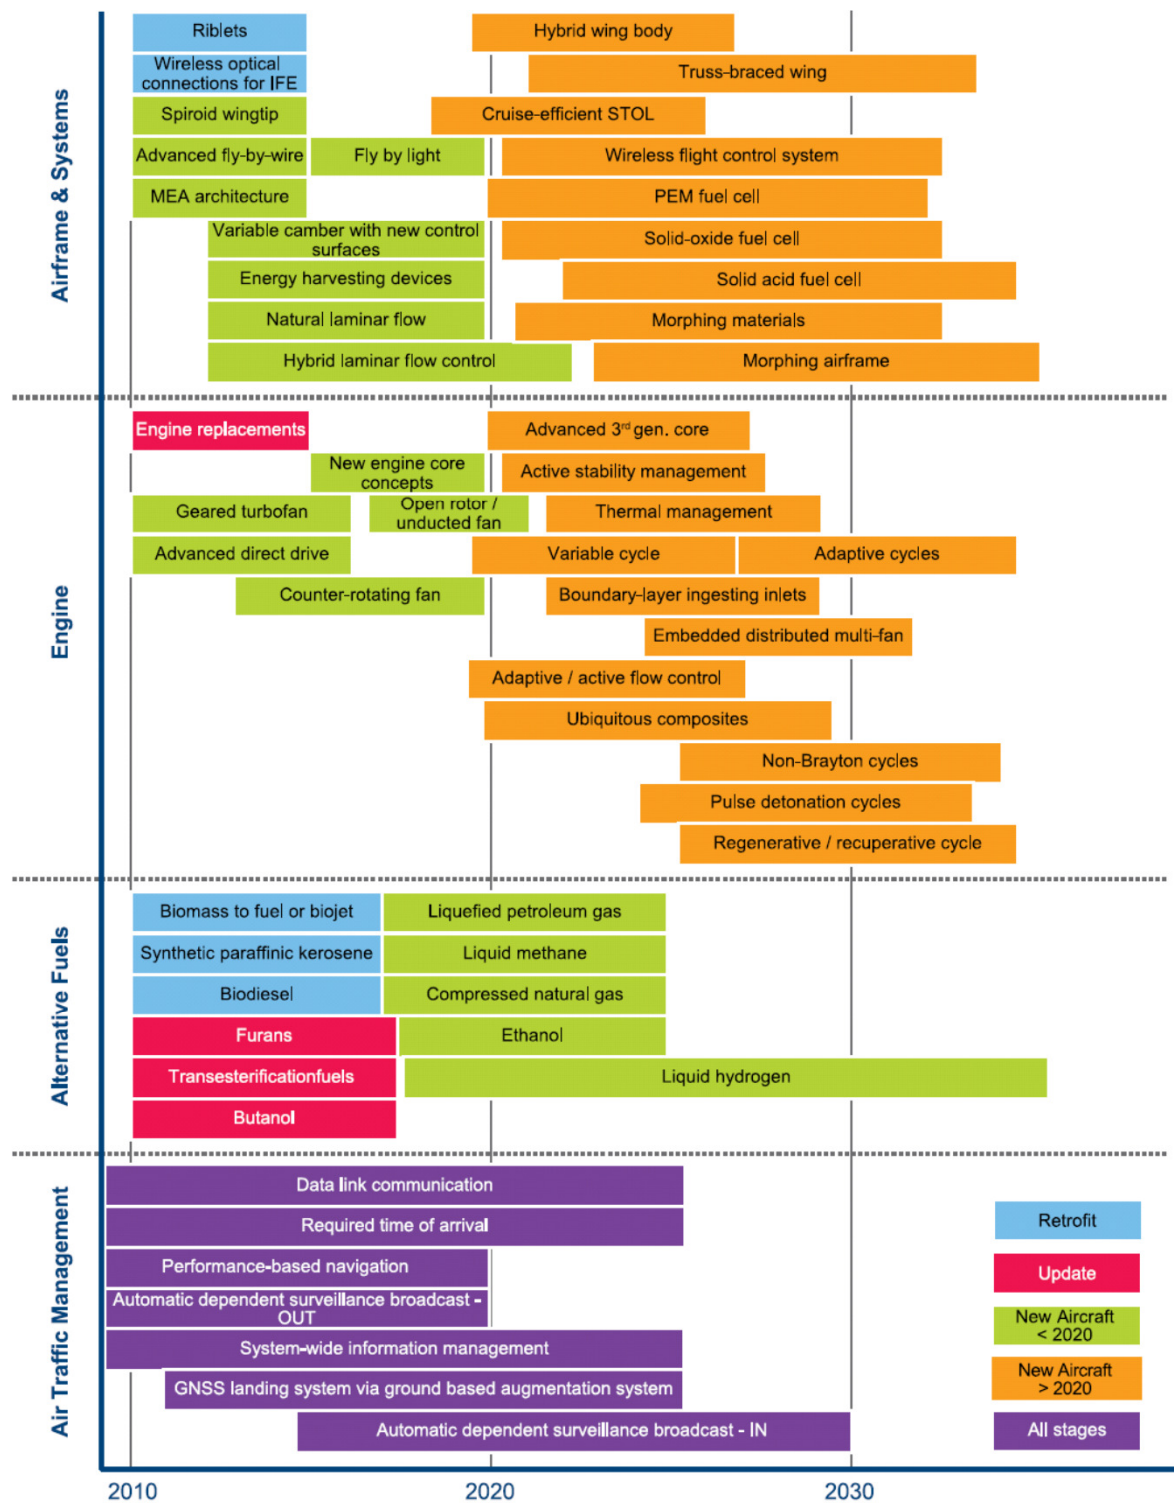 Airframe & Systems
Riblets
Hybrid wing body
Wireless optical
connections for IFE
Truss-braced wing
Spiroid wingtip
Cruise-efficient STOL
Advanced fly-by-wire
Fly by light
Wireless flight control system
MEA architecture
PEM fuel cell
Variable camber with new control
surfaces
Solid-oxide fuel cell
Energy harvesting devices
Solid acid fuel cell
Natural laminar flow
Morphing materials
Hybrid laminar flow control
Morphing airframe
Engine
Engine replacements
Advanced 3rd gen. core
New engine core
concepts
Active stability management
Geared turbofan
Open rotor /
unducted fan
Thermal management
Advanced direct drive
Variable cycle
Adaptive cycles
Counter-rotating fan
Boundary-layer ingesting inlets
Embedded distributed multi-fan
Adaptive / active flow control
Ubiquitous composites
Non-Brayton cycles
Pulse detonation cycles
Regenerative / recuperative cycle
Alternative Fuels
Biomass to fuel or biojet
Liquefied petroleum gas
Synthetic paraffinic kerosene
Liquid methane
Biodiesel
Compressed natural gas
Furans
Ethanol
Transesterificationfuels
Liquid hydrogen
Butanol
Air Traffic Management
Data link communication
Required time of arrival
Performance-based navigation
Automatic dependent surveillance broadcast -
OUT
System-wide information management
GNSS landing system via ground based augmentation system
Automatic dependent surveillance broadcast - IN
Retrofit
Update
New Aircraft
< 2020
New Aircraft
> 2020
All stages
2010
2020
2030